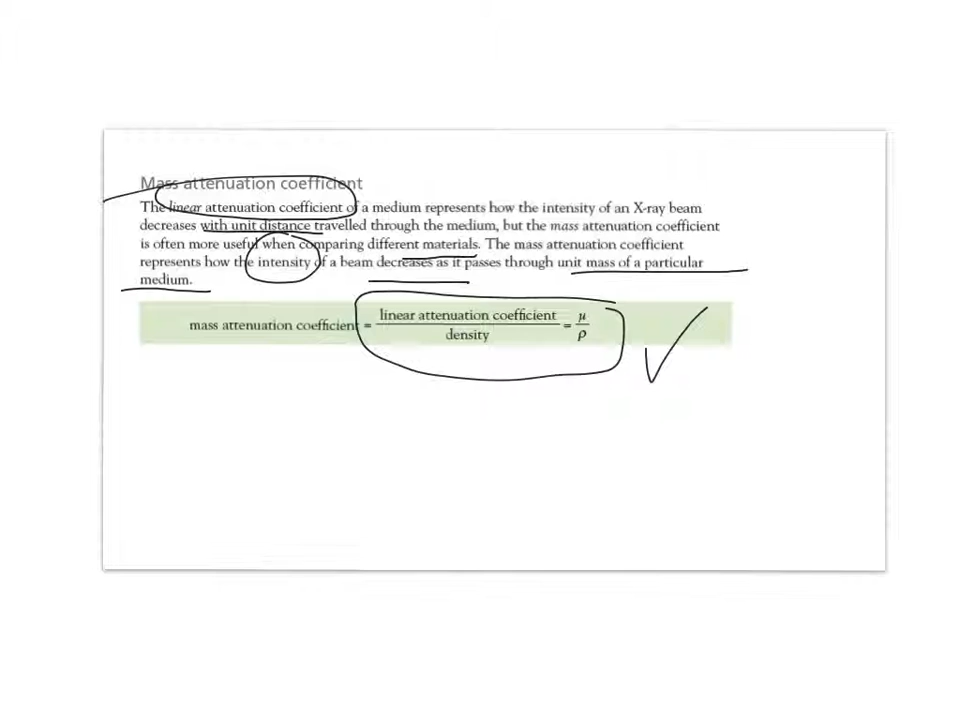 Mass attenuation coefficient
The linear attenuation coefficient of a medium represents how the intensity of an X-ray beam
decreases with unit distance travelled through the medium, but the mass attenuation coefficient
is often more useful when comparing different materials. The mass attenuation coefficient
represents how the intensity of a beam decreases as it passes through unit mass of a particular
medium.
mass attenuation coefficient = linear attenuation coefficient / density = μ / ρ